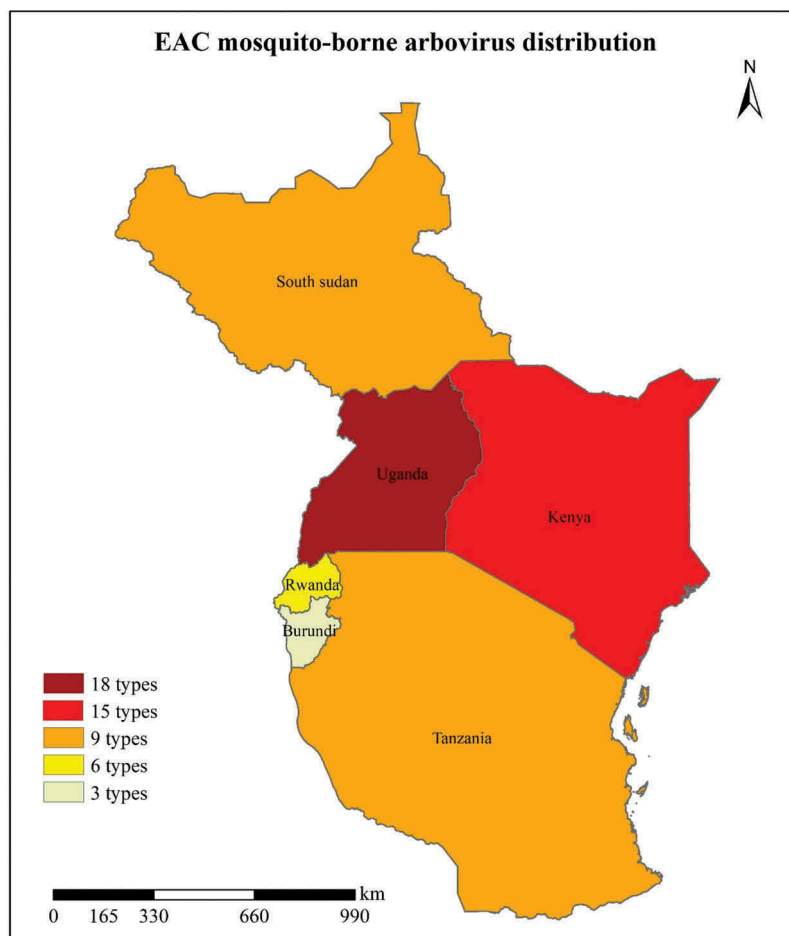 EAC mosquito-borne arbovirus distribution
N
South sudan
Uganda
Kenya
Rwanda
Burundi
Tanzania
18 types
15 types
9 types
6 types
3 types
km
0 165 330 660 990